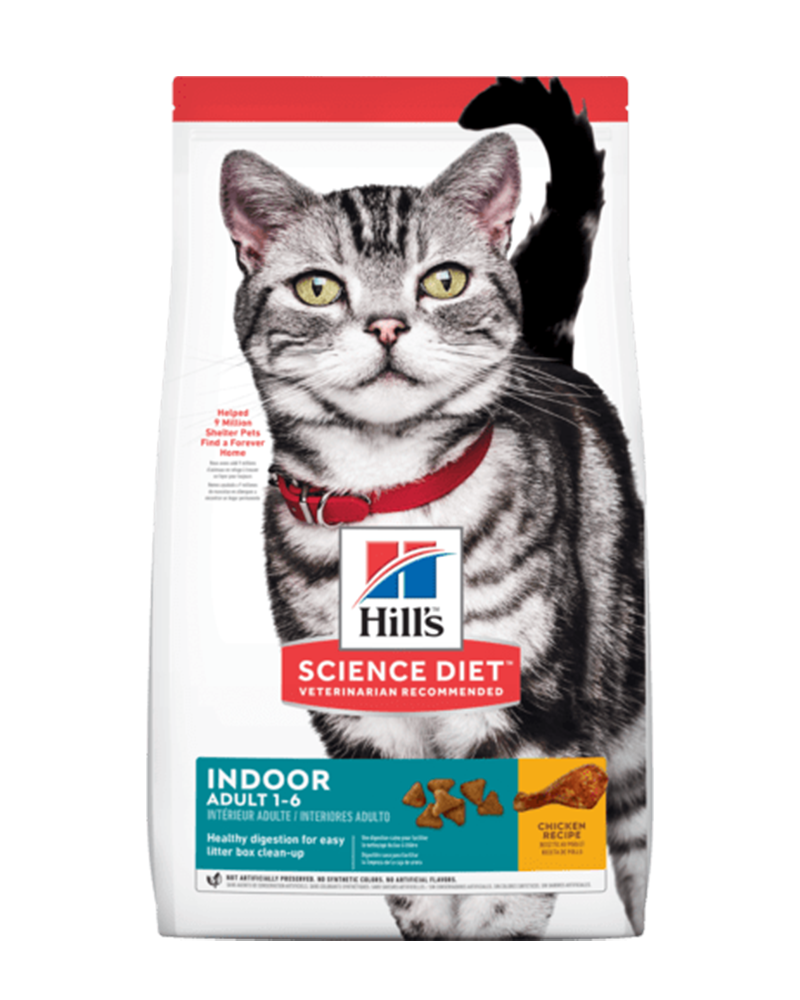 Helped
9 Million
Shelter Pets
Find a Forever
Home
Hill's™
SCIENCE DIET™
VETERINARIAN RECOMMENDED
INDOOR
ADULT 1-6
INTÉRIEUR ADULTE / INTERIORES ADULTO
Healthy digestion for easy
litter box clean-up
CHICKEN
RECIPE
NOT ARTIFICIALLY PRESERVED. NO SYNTHETIC COLORS. NO ARTIFICIAL FLAVORS.